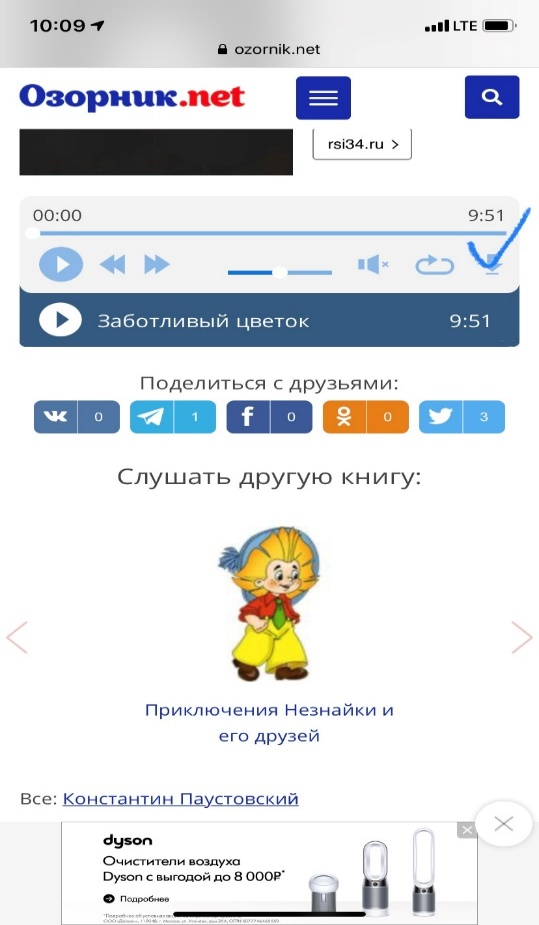 10:09
LTE
ozornik.net
Озорник.net
rsi34.ru >
00:00
9:51
Заботливый цветок
9:51
Поделиться с друзьями:
0
1
0
0
3
Слушать другую книгу:
Приключения Незнайки и
его друзей
Все: Константин Паустовский
dyson
Очистители воздуха
Dyson с выгодой до 8 000₽*
Подробнее